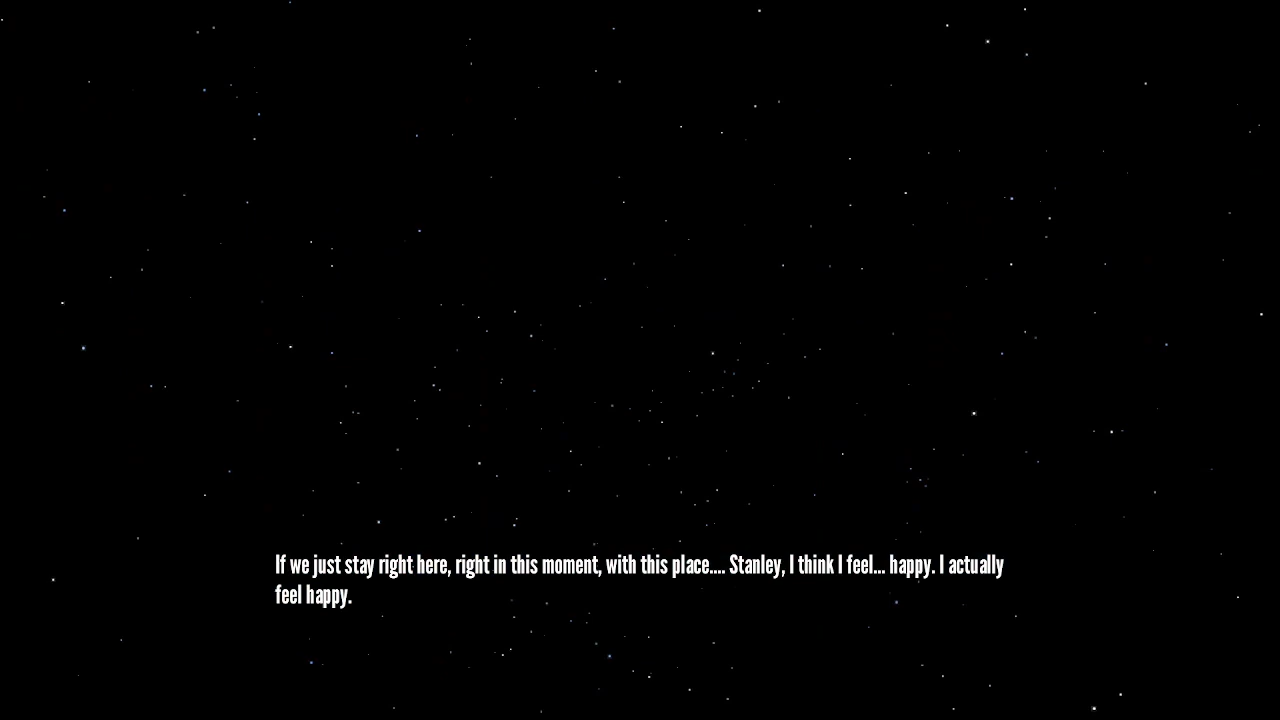 If we just stay right here, right in this moment, with this place.... Stanley, I think I feel... happy. I actually
feel happy.